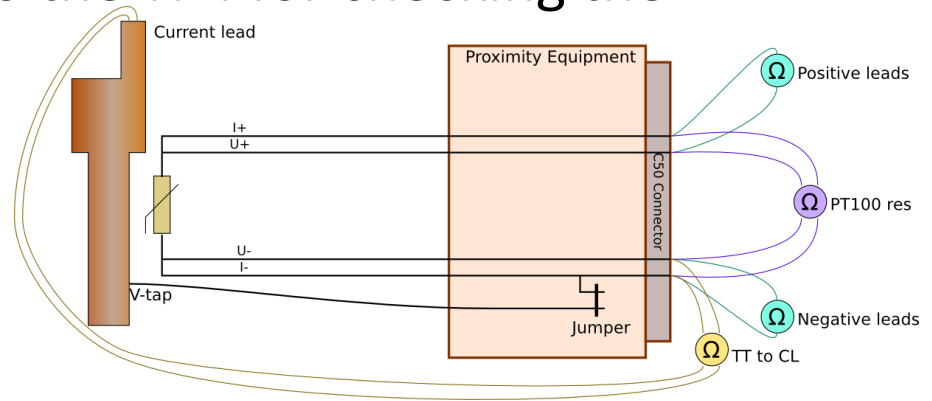 Current lead
Proximity Equipment
Ω
Positive leads
I+
U+
C50 Connector
Ω
PT100 res
U-
I-
V-tap
Jumper
Ω
Negative leads
Ω
TT to CL